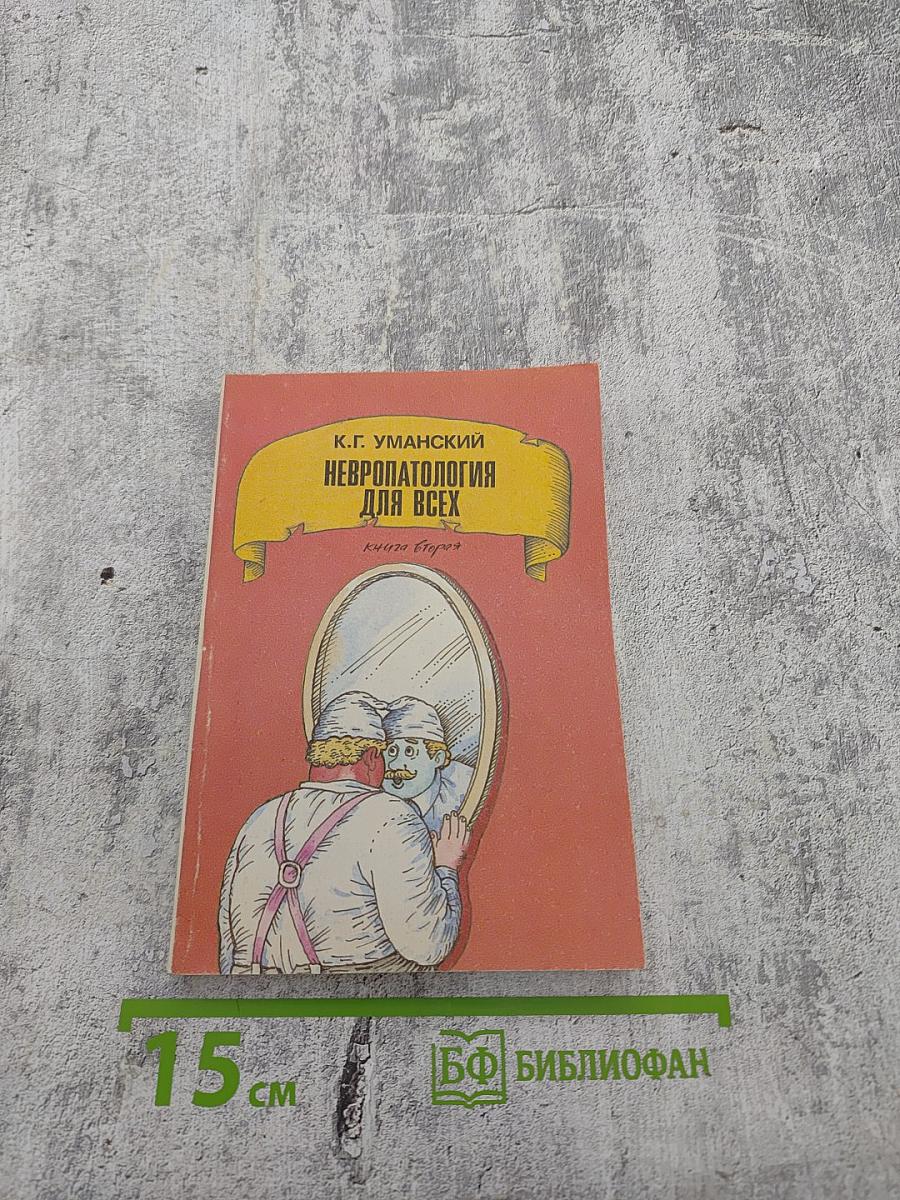 К.Г. УМАНСКИЙ
НЕВРОПАТОЛОГИЯ
ДЛЯ ВСЕХ
книга вторая
15 см
БФ БИБЛИОФАН